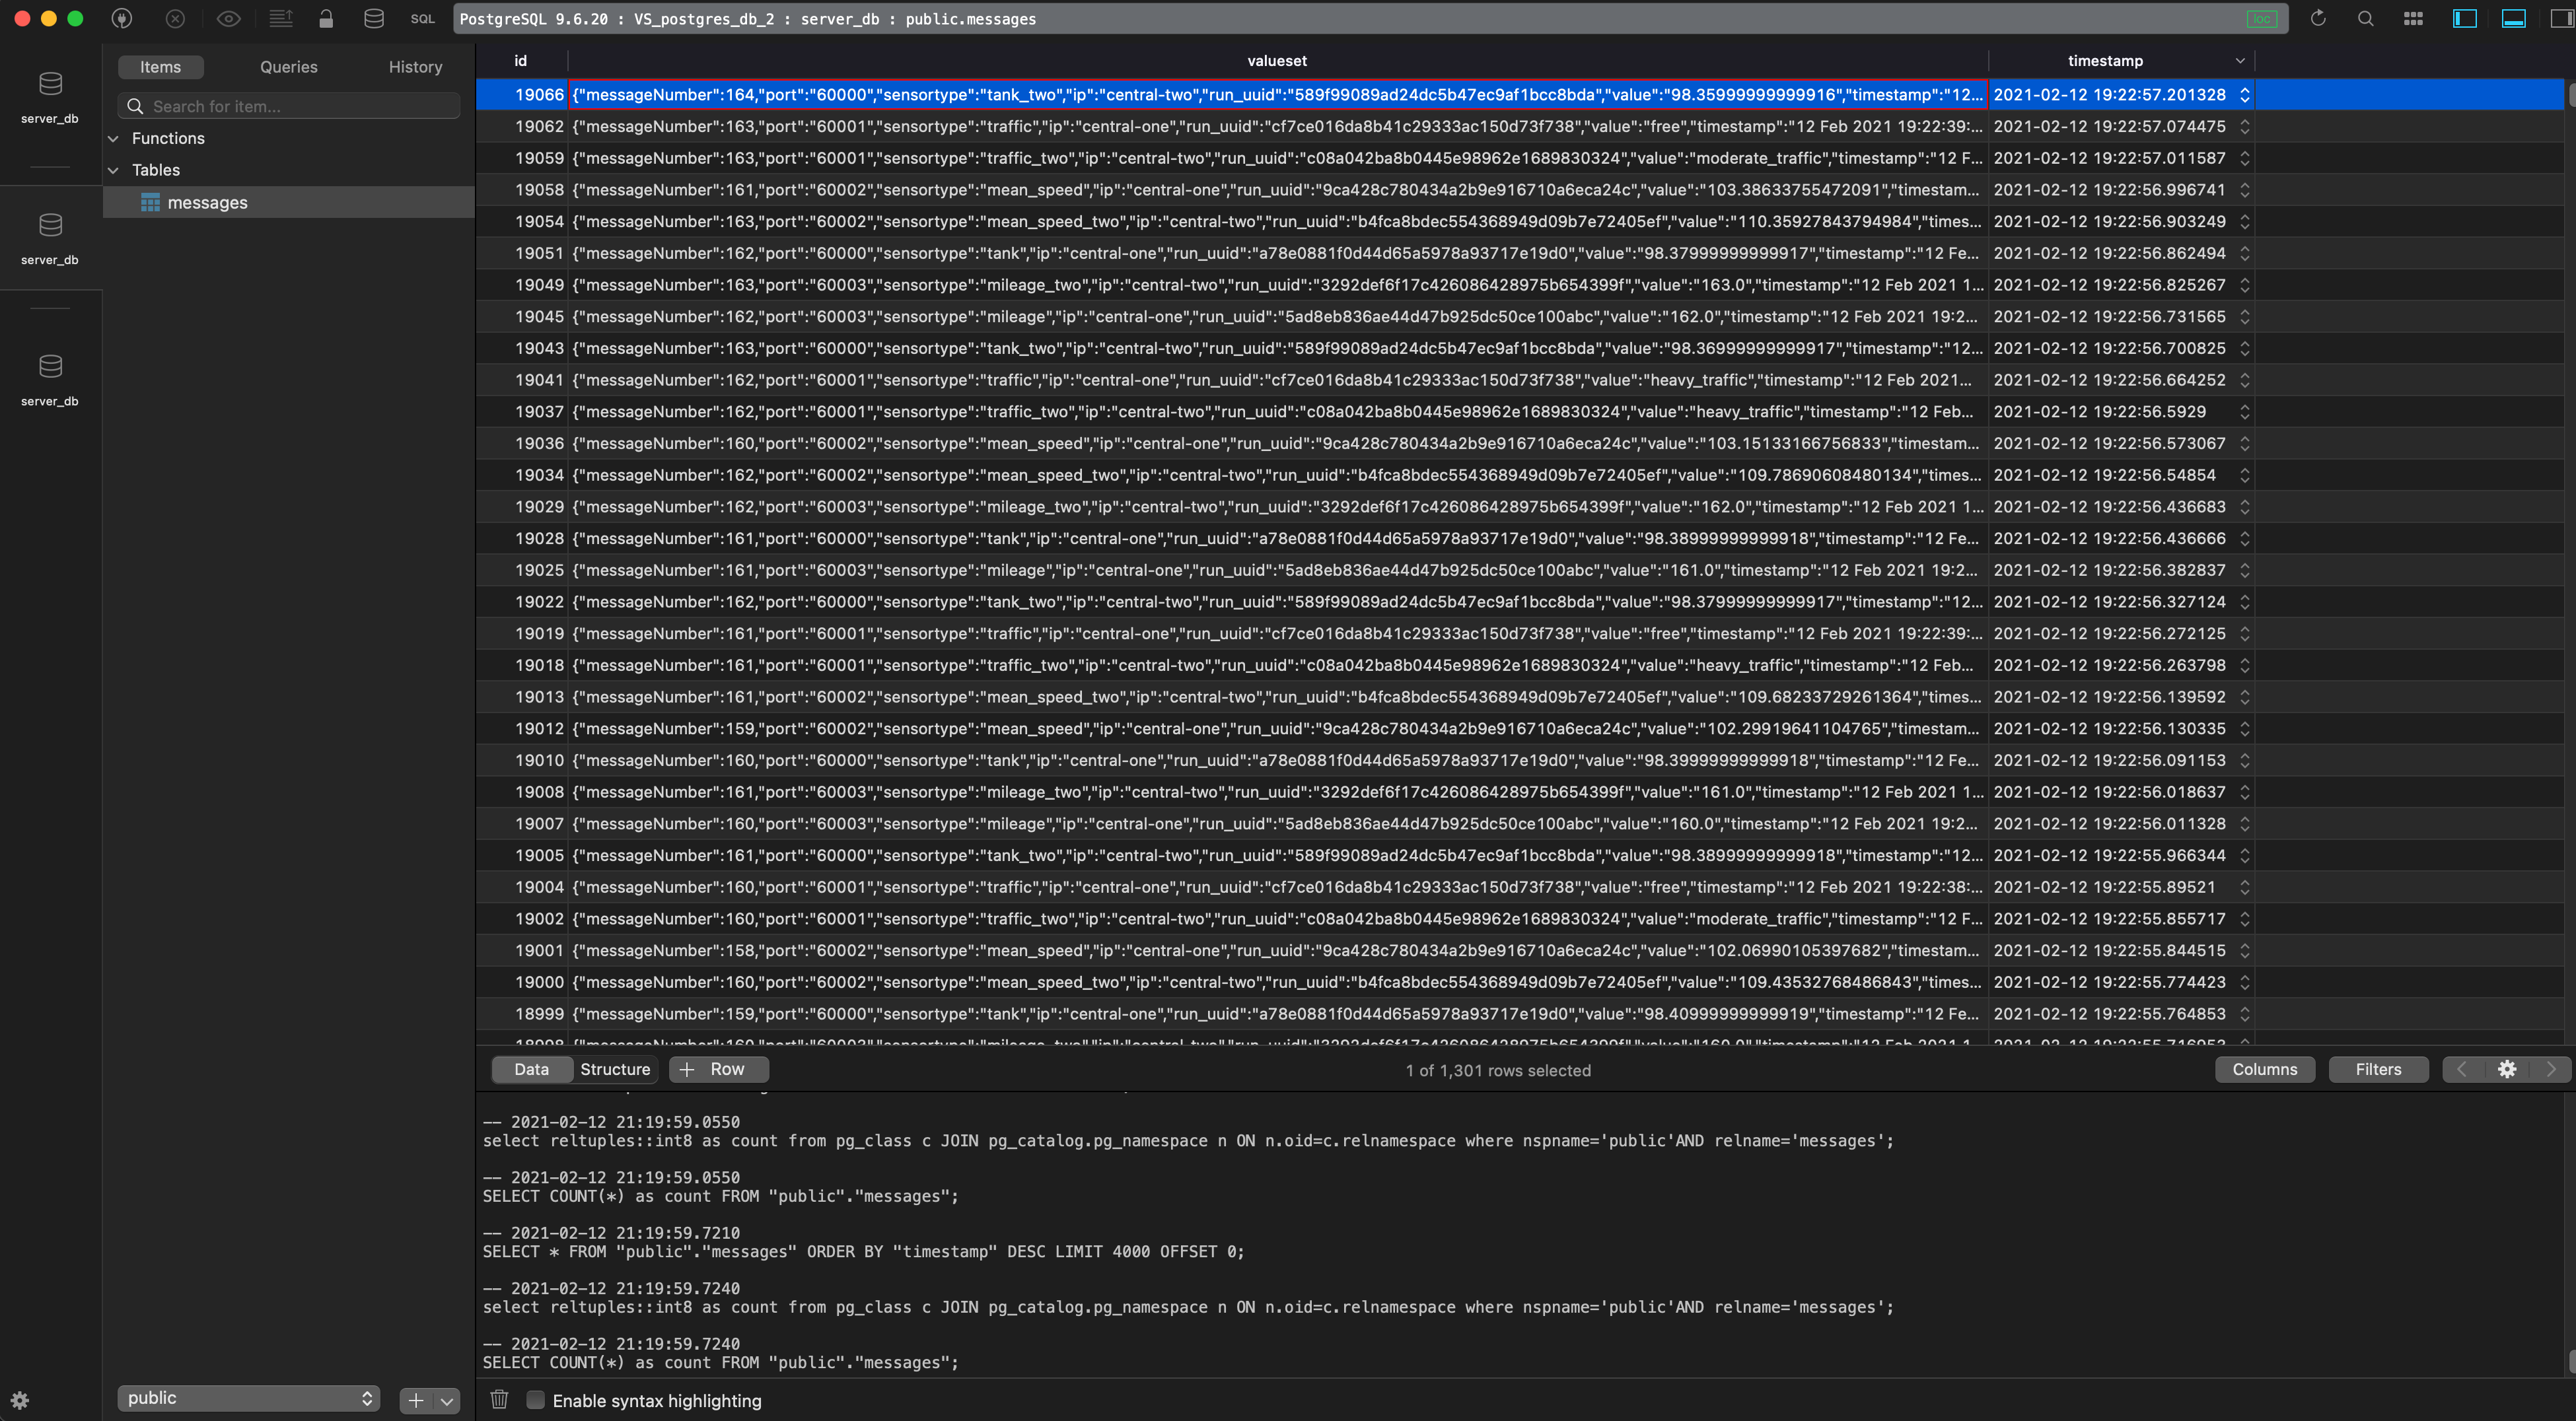 SQL
PostgreSQL 9.6.20 : VS_postgres_db_2 : server_db : public.messages
loc
server_db
server_db
server_db
Items Queries History
Search for item...
Functions
Tables
messages
public
id valueset timestamp
19066 {"messageNumber":164,"port":"60000","sensortype":"tank_two","ip":"central-two","run_uuid":"589f99089ad24dc5b47ec9af1bcc8bda","value":"98.35999999999916","timestamp":"12... 2021-02-12 19:22:57.201328
19062 {"messageNumber":163,"port":"60001","sensortype":"traffic","ip":"central-one","run_uuid":"cf7ce016da8b41c29333ac150d73f738","value":"free","timestamp":"12 Feb 2021 19:22:39:... 2021-02-12 19:22:57.074475
19059 {"messageNumber":163,"port":"60001","sensortype":"traffic_two","ip":"central-two","run_uuid":"c08a042ba8b0445e98962e1689830324","value":"moderate_traffic","timestamp":"12 F... 2021-02-12 19:22:57.011587
19058 {"messageNumber":161,"port":"60002","sensortype":"mean_speed","ip":"central-one","run_uuid":"9ca428c780434a2b9e916710a6eca24c","value":"103.38633755472091","timestam... 2021-02-12 19:22:56.996741
19054 {"messageNumber":163,"port":"60002","sensortype":"mean_speed_two","ip":"central-two","run_uuid":"b4fca8bdec554368949d09b7e72405ef","value":"110.35927843794984","times... 2021-02-12 19:22:56.903249
19051 {"messageNumber":162,"port":"60000","sensortype":"tank","ip":"central-one","run_uuid":"a78e0881f0d44d65a5978a93717e19d0","value":"98.37999999999917","timestamp":"12 Fe... 2021-02-12 19:22:56.862494
19049 {"messageNumber":163,"port":"60003","sensortype":"mileage_two","ip":"central-two","run_uuid":"3292def6f17c426086428975b654399f","value":"163.0","timestamp":"12 Feb 2021 1... 2021-02-12 19:22:56.825267
19045 {"messageNumber":162,"port":"60003","sensortype":"mileage","ip":"central-one","run_uuid":"5ad8eb836ae44d47b925dc50ce100abc","value":"162.0","timestamp":"12 Feb 2021 19:2... 2021-02-12 19:22:56.731565
19043 {"messageNumber":163,"port":"60000","sensortype":"tank_two","ip":"central-two","run_uuid":"589f99089ad24dc5b47ec9af1bcc8bda","value":"98.36999999999917","timestamp":"12... 2021-02-12 19:22:56.700825
19041 {"messageNumber":162,"port":"60001","sensortype":"traffic","ip":"central-one","run_uuid":"cf7ce016da8b41c29333ac150d73f738","value":"heavy_traffic","timestamp":"12 Feb 2021... 2021-02-12 19:22:56.664252
19037 {"messageNumber":162,"port":"60001","sensortype":"traffic_two","ip":"central-two","run_uuid":"c08a042ba8b0445e98962e1689830324","value":"heavy_traffic","timestamp":"12 Feb... 2021-02-12 19:22:56.5929
19036 {"messageNumber":160,"port":"60002","sensortype":"mean_speed","ip":"central-one","run_uuid":"9ca428c780434a2b9e916710a6eca24c","value":"103.15133166756833","timestam... 2021-02-12 19:22:56.573067
19034 {"messageNumber":162,"port":"60002","sensortype":"mean_speed_two","ip":"central-two","run_uuid":"b4fca8bdec554368949d09b7e72405ef","value":"109.78690608480134","times... 2021-02-12 19:22:56.54854
19029 {"messageNumber":162,"port":"60003","sensortype":"mileage_two","ip":"central-two","run_uuid":"3292def6f17c426086428975b654399f","value":"162.0","timestamp":"12 Feb 2021 1... 2021-02-12 19:22:56.436683
19028 {"messageNumber":161,"port":"60000","sensortype":"tank","ip":"central-one","run_uuid":"a78e0881f0d44d65a5978a93717e19d0","value":"98.38999999999918","timestamp":"12 Fe... 2021-02-12 19:22:56.436666
19025 {"messageNumber":161,"port":"60003","sensortype":"mileage","ip":"central-one","run_uuid":"5ad8eb836ae44d47b925dc50ce100abc","value":"161.0","timestamp":"12 Feb 2021 19:2... 2021-02-12 19:22:56.382837
19022 {"messageNumber":162,"port":"60000","sensortype":"tank_two","ip":"central-two","run_uuid":"589f99089ad24dc5b47ec9af1bcc8bda","value":"98.37999999999917","timestamp":"12... 2021-02-12 19:22:56.327124
19019 {"messageNumber":161,"port":"60001","sensortype":"traffic","ip":"central-one","run_uuid":"cf7ce016da8b41c29333ac150d73f738","value":"free","timestamp":"12 Feb 2021 19:22:39:... 2021-02-12 19:22:56.272125
19018 {"messageNumber":161,"port":"60001","sensortype":"traffic_two","ip":"central-two","run_uuid":"c08a042ba8b0445e98962e1689830324","value":"heavy_traffic","timestamp":"12 Feb... 2021-02-12 19:22:56.263798
19013 {"messageNumber":161,"port":"60002","sensortype":"mean_speed_two","ip":"central-two","run_uuid":"b4fca8bdec554368949d09b7e72405ef","value":"109.68233729261364","times... 2021-02-12 19:22:56.139592
19012 {"messageNumber":159,"port":"60002","sensortype":"mean_speed","ip":"central-one","run_uuid":"9ca428c780434a2b9e916710a6eca24c","value":"102.29919641104765","timestam... 2021-02-12 19:22:56.130335
19010 {"messageNumber":160,"port":"60000","sensortype":"tank","ip":"central-one","run_uuid":"a78e0881f0d44d65a5978a93717e19d0","value":"98.39999999999918","timestamp":"12 Fe... 2021-02-12 19:22:56.091153
19008 {"messageNumber":161,"port":"60003","sensortype":"mileage_two","ip":"central-two","run_uuid":"3292def6f17c426086428975b654399f","value":"161.0","timestamp":"12 Feb 2021 1... 2021-02-12 19:22:56.018637
19007 {"messageNumber":160,"port":"60003","sensortype":"mileage","ip":"central-one","run_uuid":"5ad8eb836ae44d47b925dc50ce100abc","value":"160.0","timestamp":"12 Feb 2021 19:2... 2021-02-12 19:22:56.011328
19005 {"messageNumber":161,"port":"60000","sensortype":"tank_two","ip":"central-two","run_uuid":"589f99089ad24dc5b47ec9af1bcc8bda","value":"98.38999999999918","timestamp":"12... 2021-02-12 19:22:55.966344
19004 {"messageNumber":160,"port":"60001","sensortype":"traffic","ip":"central-one","run_uuid":"cf7ce016da8b41c29333ac150d73f738","value":"free","timestamp":"12 Feb 2021 19:22:38:... 2021-02-12 19:22:55.89521
19002 {"messageNumber":160,"port":"60001","sensortype":"traffic_two","ip":"central-two","run_uuid":"c08a042ba8b0445e98962e1689830324","value":"moderate_traffic","timestamp":"12 F... 2021-02-12 19:22:55.855717
19001 {"messageNumber":158,"port":"60002","sensortype":"mean_speed","ip":"central-one","run_uuid":"9ca428c780434a2b9e916710a6eca24c","value":"102.06990105397682","timestam... 2021-02-12 19:22:55.844515
19000 {"messageNumber":160,"port":"60002","sensortype":"mean_speed_two","ip":"central-two","run_uuid":"b4fca8bdec554368949d09b7e72405ef","value":"109.43532768486843","times... 2021-02-12 19:22:55.774423
18999 {"messageNumber":159,"port":"60000","sensortype":"tank","ip":"central-one","run_uuid":"a78e0881f0d44d65a5978a93717e19d0","value":"98.40999999999919","timestamp":"12 Fe... 2021-02-12 19:22:55.764853
Data Structure + Row 1 of 1,301 rows selected Columns Filters
-- 2021-02-12 21:19:59.0550
select reltuples::int8 as count from pg_class c JOIN pg_catalog.pg_namespace n ON n.oid=c.relnamespace where nspname='public'AND relname='messages';
-- 2021-02-12 21:19:59.0550
SELECT COUNT(*) as count FROM "public"."messages";
-- 2021-02-12 21:19:59.7210
SELECT * FROM "public"."messages" ORDER BY "timestamp" DESC LIMIT 4000 OFFSET 0;
-- 2021-02-12 21:19:59.7240
select reltuples::int8 as count from pg_class c JOIN pg_catalog.pg_namespace n ON n.oid=c.relnamespace where nspname='public'AND relname='messages';
-- 2021-02-12 21:19:59.7240
SELECT COUNT(*) as count FROM "public"."messages";
Enable syntax highlighting